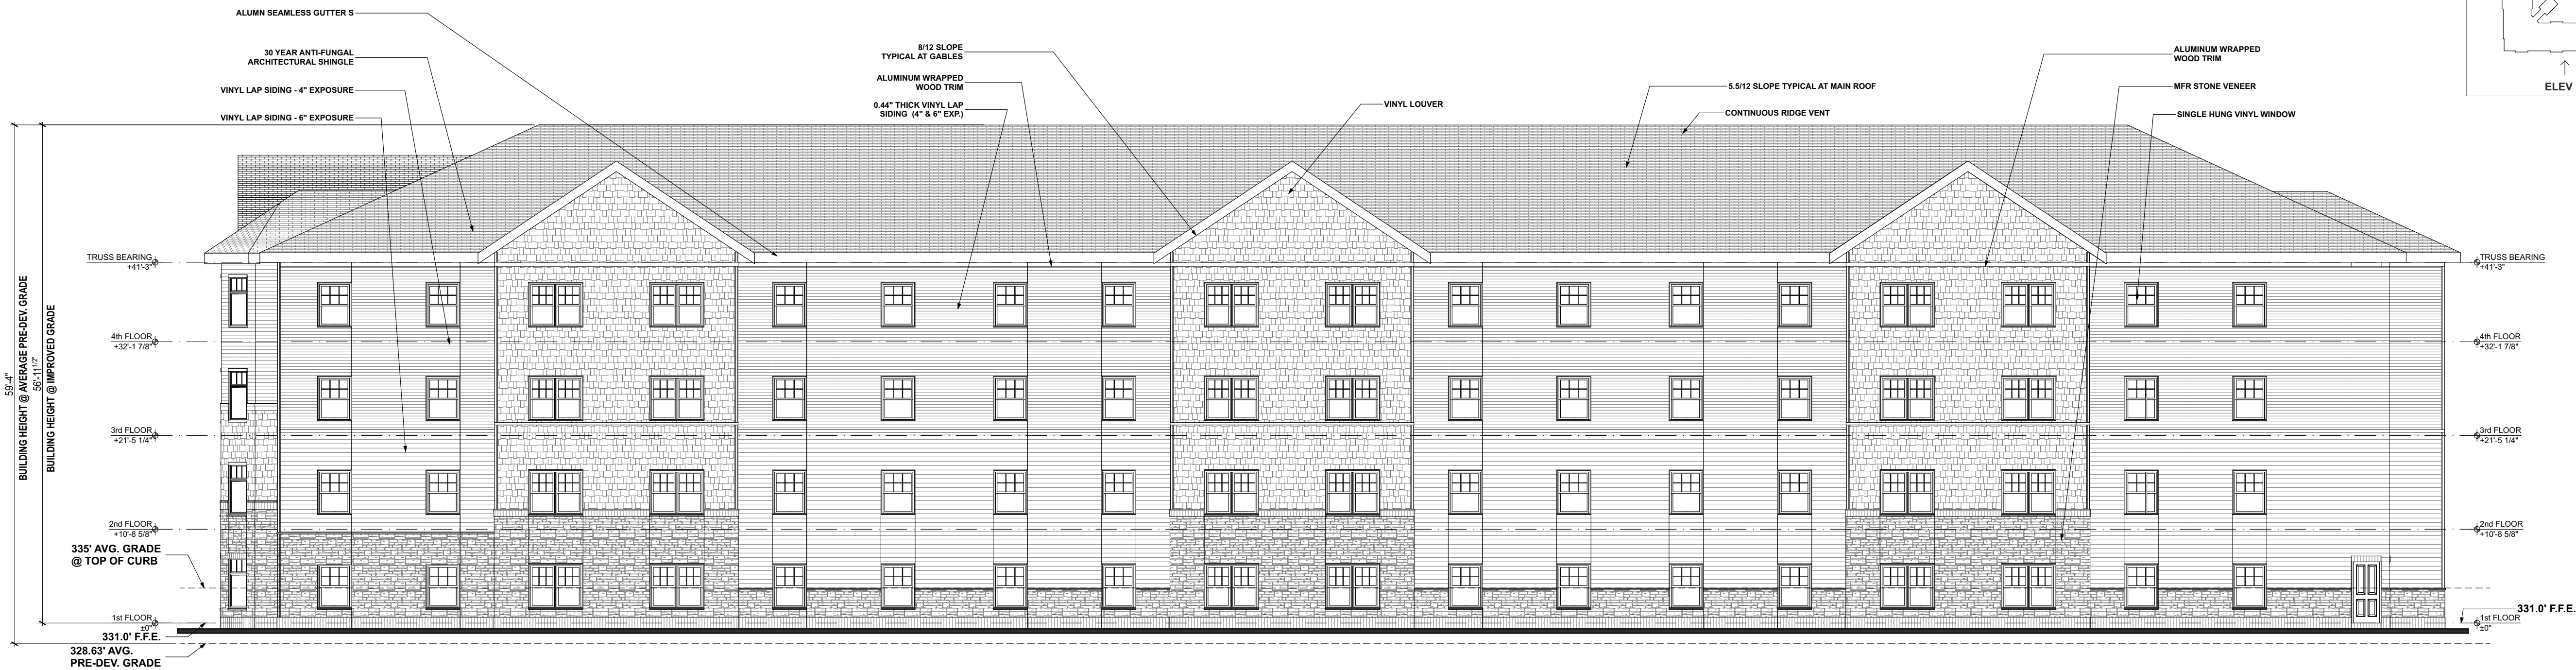 ALUMN SEAMLESS GUTTER S
30 YEAR ANTI-FUNGAL
ARCHITECTURAL SHINGLE
VINYL LAP SIDING - 4" EXPOSURE
VINYL LAP SIDING - 6" EXPOSURE
8/12 SLOPE
TYPICAL AT GABLES
ALUMINUM WRAPPED
WOOD TRIM
0.44" THICK VINYL LAP
SIDING (4" & 6" EXP.)
VINYL LOUVER
5.5/12 SLOPE TYPICAL AT MAIN ROOF
CONTINUOUS RIDGE VENT
ALUMINUM WRAPPED
WOOD TRIM
MFR STONE VENEER
SINGLE HUNG VINYL WINDOW
ELEV
59'-4"
BUILDING HEIGHT @ AVERAGE PRE-DEV. GRADE
56'-11 1/2"
BUILDING HEIGHT @ IMPROVED GRADE
TRUSS BEARING
+41'-3"
4th FLOOR
+32'-1 7/8"
3rd FLOOR
+21'-5 1/4"
2nd FLOOR
+10'-8 5/8"
335' AVG. GRADE
@ TOP OF CURB
1st FLOOR
±0"
331.0' F.F.E.
328.63' AVG.
PRE-DEV. GRADE
TRUSS BEARING
+41'-3"
4th FLOOR
+32'-1 7/8"
3rd FLOOR
+21'-5 1/4"
2nd FLOOR
+10'-8 5/8"
331.0' F.F.E.
1st FLOOR
±0"